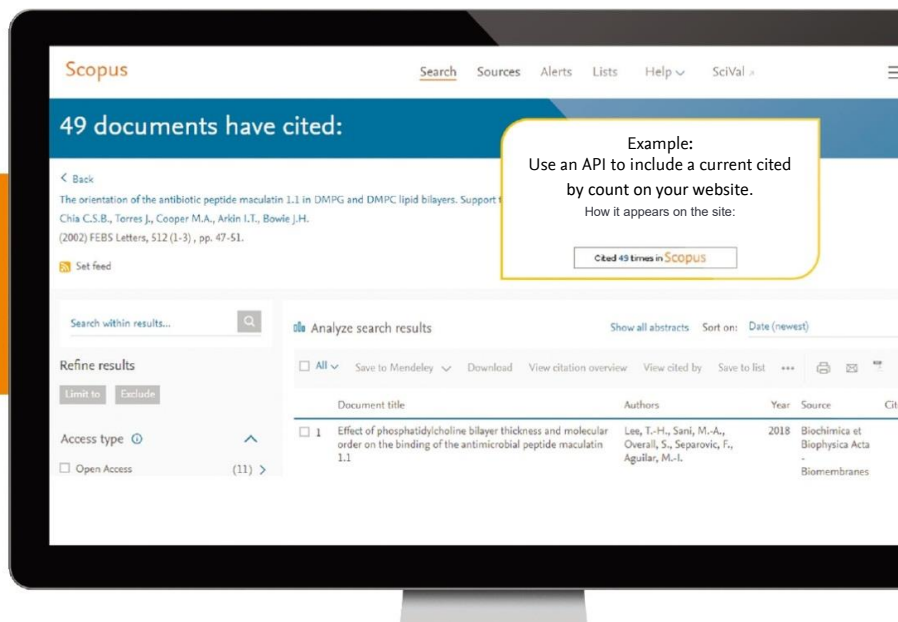 Scopus
Search Sources Alerts Lists Help SciVal
49 documents have cited:
Example:
Use an API to include a current cited
by count on your website.
How it appears on the site:
Cited 49 times in Scopus
Back
The orientation of the antibiotic peptide maculatin 1.1 in DMPG and DMPC lipid bilayers. Support
Chia C.S.B., Torres J., Cooper M.A., Arkin I.T., Bowie J.H.
(2002) FEBS Letters, 512 (1-3) , pp. 47-51.
Set feed
Search within results...
Analyze search results
Show all abstracts Sort on: Date (newest)
Refine results
Limit to Exclude
All Save to Mendeley Download View citation overview View cited by Save to list •••
Document title Authors Year Source Cit
Access type
Open Access (11)
1 Effect of phosphatidylcholine bilayer thickness and molecular
order on the binding of the antimicrobial peptide maculatin
1.1
Lee, T.-H., Sani, M.-A.,
Overall, S., Separovic, F.,
Aguilar, M.-I.
2018
Biochimica et
Biophysica Acta
-
Biomembranes